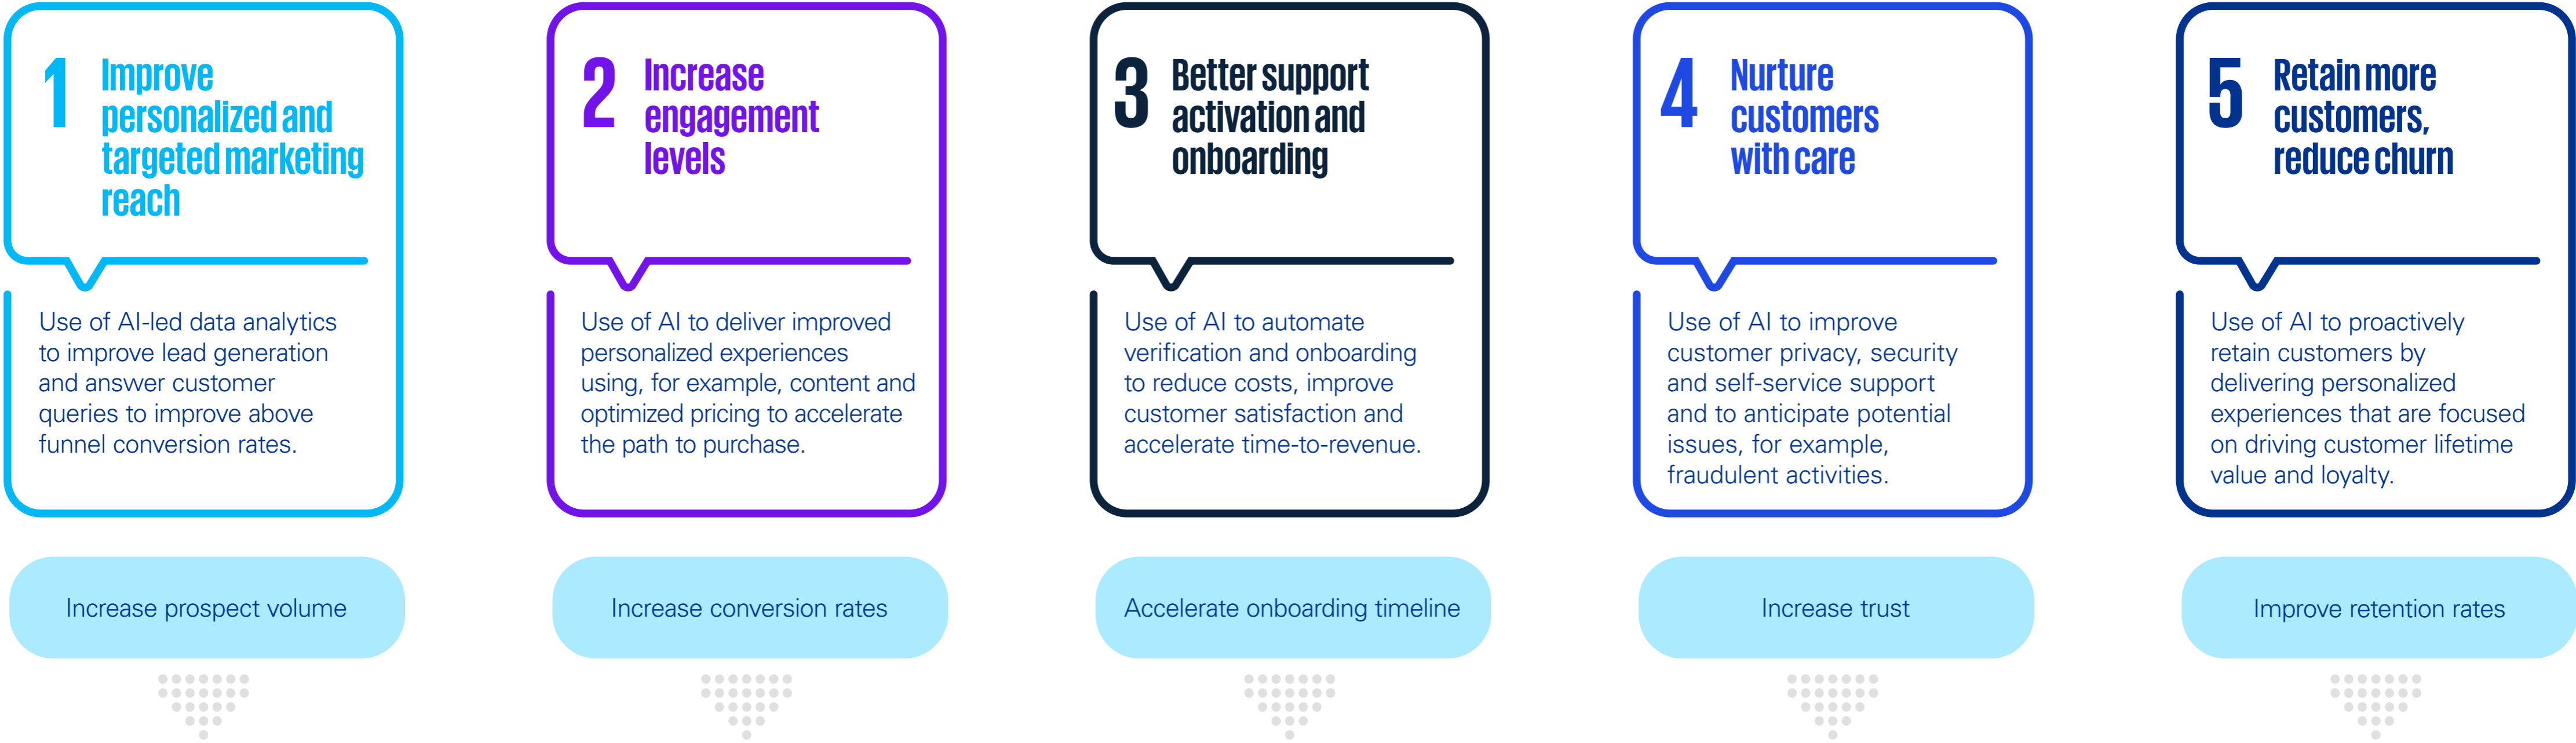 1
Improve
personalized and
targeted marketing
reach
Use of AI-led data analytics
to improve lead generation
and answer customer
queries to improve above
funnel conversion rates.
Increase prospect volume
2
Increase
engagement
levels
Use of AI to deliver improved
personalized experiences
using, for example, content and
optimized pricing to accelerate
the path to purchase.
Increase conversion rates
3
Better support
activation and
onboarding
Use of AI to automate
verification and onboarding
to reduce costs, improve
customer satisfaction and
accelerate time-to-revenue.
Accelerate onboarding timeline
4
Nurture
customers
with care
Use of AI to improve
customer privacy, security
and self-service support
and to anticipate potential
issues, for example,
fraudulent activities.
Increase trust
5
Retain more
customers,
reduce churn
Use of AI to proactively
retain customers by
delivering personalized
experiences that are focused
on driving customer lifetime
value and loyalty.
Improve retention rates